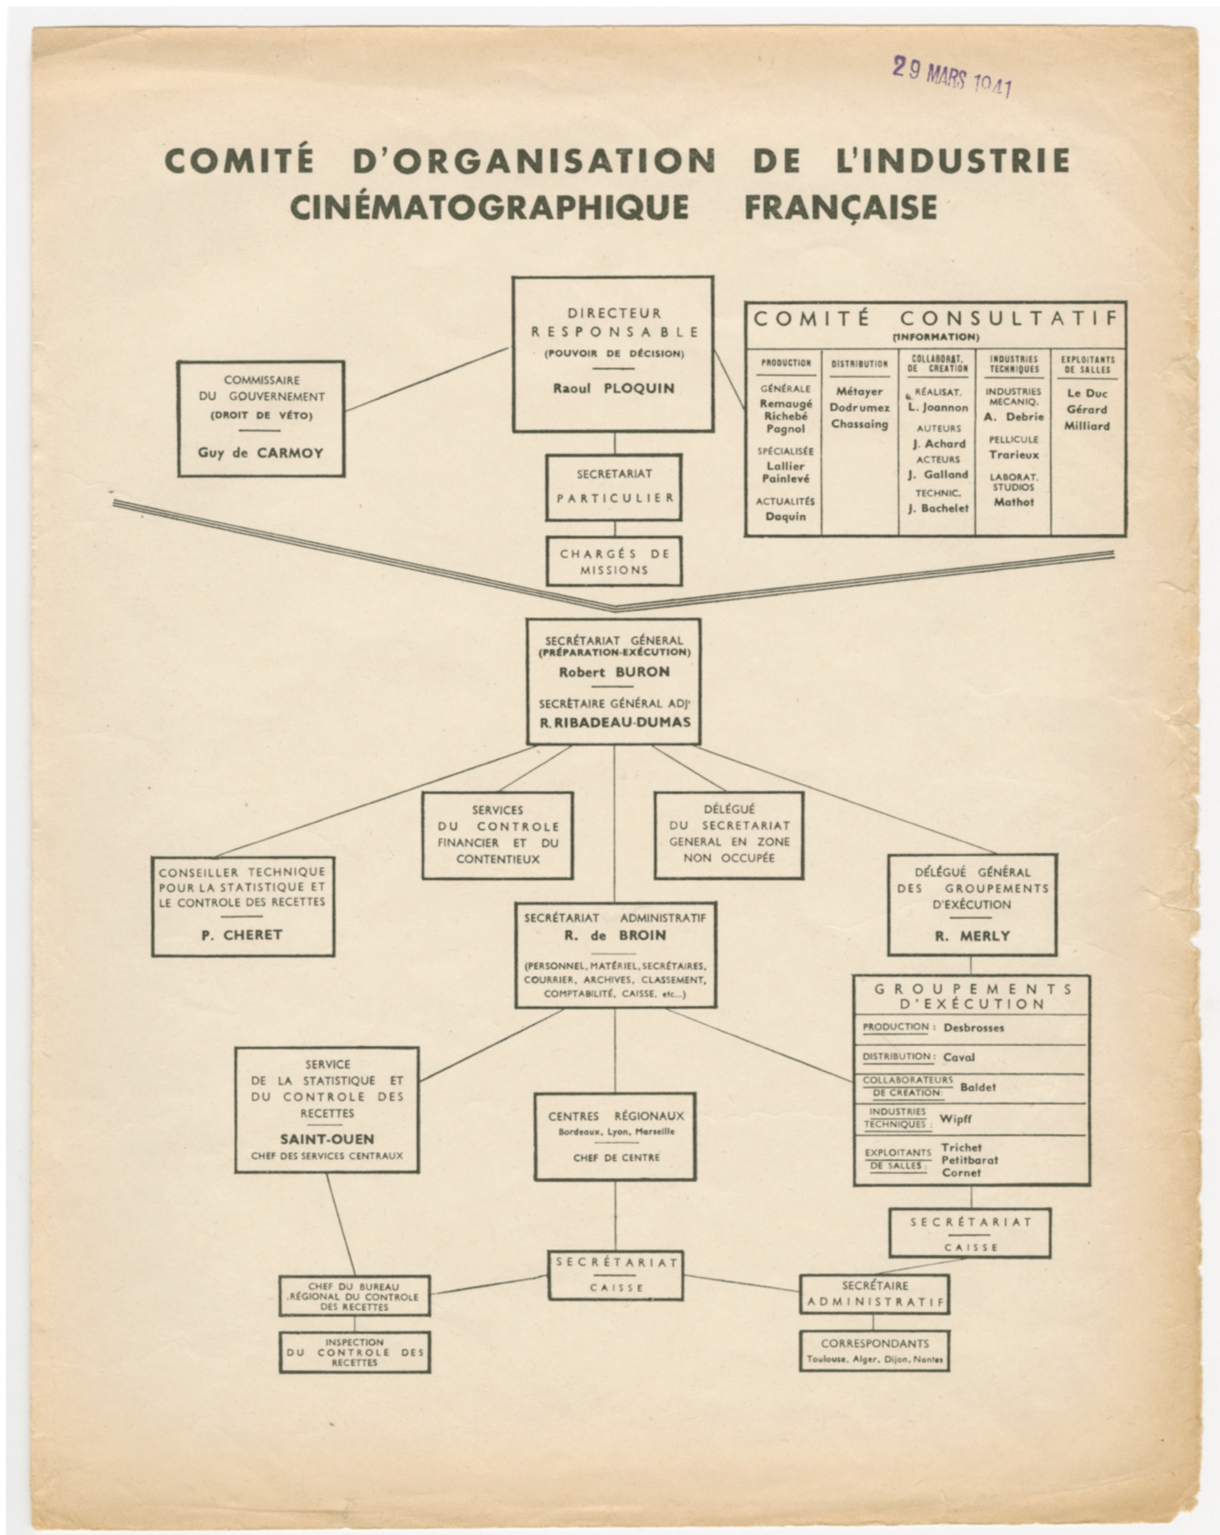 29 MARS 1941
COMITÉ D'ORGANISATION DE L'INDUSTRIE
CINÉMATOGRAPHIQUE FRANÇAISE
DIRECTEUR
RESPONSABLE
(POUVOIR DE DÉCISION)
Raoul PLOQUIN
COMMISSAIRE
DU GOUVERNEMENT
(DROIT DE VÉTO)
Guy de CARMOY
COMITÉ CONSULTATIF
(INFORMATION)
PRODUCTION
GÉNÉRALE
Remaugé
Richebé
Pagnol
SPÉCIALISÉE
Lallier
Painlevé
ACTUALITÉS
Daquin
DISTRIBUTION
Métayer
Dodrumez
Chassaing
COLLABORAT.
DE CREATION
RÉALISAT.
L. Joannon
AUTEURS
J. Achard
ACTEURS
J. Galland
TECHNIC.
J. Bachelet
INDUSTRIES
TECHNIQUES
INDUSTRIES
MECANIQ.
A. Debrie
PELLICULE
Trarieux
LABORAT.
STUDIOS
Mathot
EXPLOITANTS
DE SALLES
Le Duc
Gérard
Milliard
SECRETARIAT
PARTICULIER
CHARGÉS DE
MISSIONS
SECRÉTARIAT GÉNÉRAL
(PRÉPARATION-EXÉCUTION)
Robert BURON
SECRÉTAIRE GÉNÉRAL ADJt
R. RIBADEAU-DUMAS
SERVICES
DU CONTROLE
FINANCIER ET DU
CONTENTIEUX
DÉLÉGUÉ
DU SECRETARIAT
GENERAL EN ZONE
NON OCCUPÉE
CONSEILLER TECHNIQUE
POUR LA STATISTIQUE ET
LE CONTROLE DES RECETTES
P. CHERET
DÉLÉGUÉ GÉNÉRAL
DES GROUPEMENTS
D'EXÉCUTION
R. MERLY
SECRÉTARIAT ADMINISTRATIF
R. de BROIN
(PERSONNEL, MATÉRIEL, SECRÉTAIRES,
COURRIER, ARCHIVES, CLASSEMENT,
COMPTABILITÉ, CAISSE, etc...)
GROUPEMENTS
D'EXÉCUTION
PRODUCTION : Desbrosses
DISTRIBUTION : Caval
COLLABORATEURS
DE CREATION: Baldet
INDUSTRIES
TECHNIQUES : Wipff
EXPLOITANTS
DE SALLES : Trichet
Petitbarat
Cornet
SERVICE
DE LA STATISTIQUE ET
DU CONTROLE DES
RECETTES
SAINT-OUEN
CHEF DES SERVICES CENTRAUX
CENTRES RÉGIONAUX
Bordeaux, Lyon, Marseille
CHEF DE CENTRE
SECRÉTARIAT
CAISSE
SECRÉTARIAT
CAISSE
CHEF DU BUREAU
RÉGIONAL DU CONTROLE
DES RECETTES
SECRÉTAIRE
ADMINISTRATIF
INSPECTION
DU CONTROLE DES
RECETTES
CORRESPONDANTS
Toulouse, Alger, Dijon, Nantes